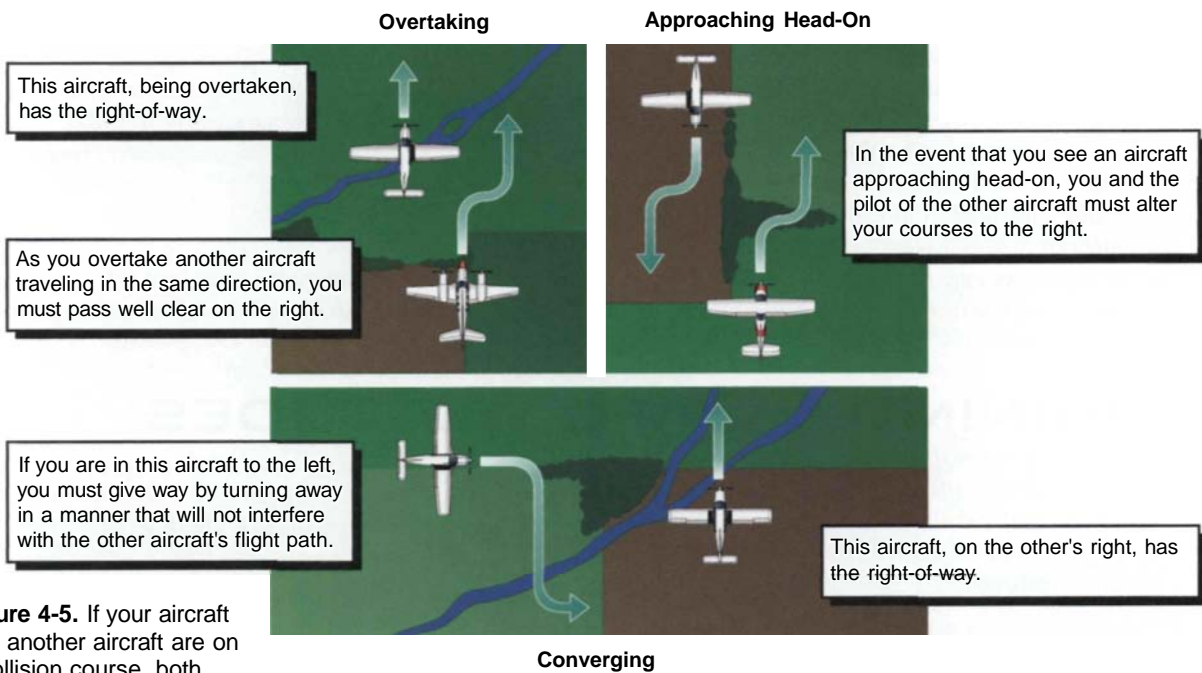 Overtaking
Approaching Head-On
This aircraft, being overtaken,
has the right-of-way.
As you overtake another aircraft
traveling in the same direction, you
must pass well clear on the right.
In the event that you see an aircraft
approaching head-on, you and the
pilot of the other aircraft must alter
your courses to the right.
If you are in this aircraft to the left,
you must give way by turning away
in a manner that will not interfere
with the other aircraft's flight path.
This aircraft, on the other's right, has
the right-of-way.
Converging
ure 4-5. If your aircraft
another aircraft are on
ollision course, both